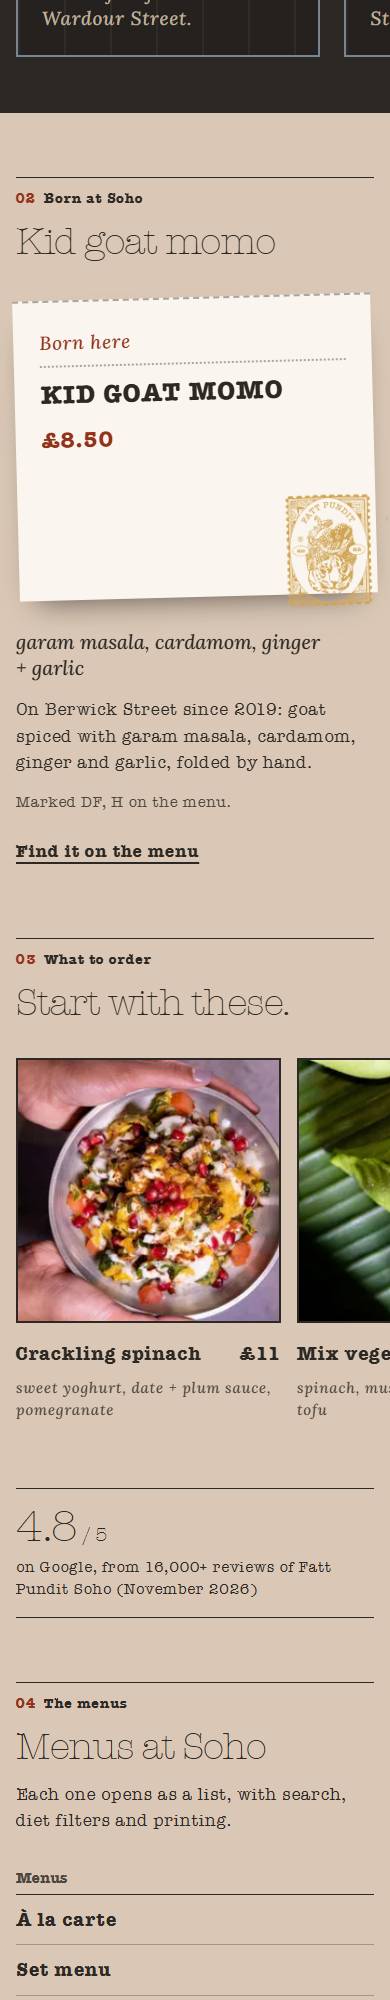 Wardour Street.
St
02 Born at Soho
Kid goat momo
Born here
KID GOAT MOMO
£8.50
FATT PUNDIT
garam masala, cardamom, ginger
+ garlic
On Berwick Street since 2019: goat
spiced with garam masala, cardamom,
ginger and garlic, folded by hand.
Marked DF, H on the menu.
Find it on the menu
03 What to order
Start with these.
Crackling spinach £11
sweet yoghurt, date + plum sauce,
pomegranate
Mix vege
spinach, mu
tofu
4.8 / 5
on Google, from 16,000+ reviews of Fatt
Pundit Soho (November 2026)
04 The menus
Menus at Soho
Each one opens as a list, with search,
diet filters and printing.
Menus
À la carte
Set menu